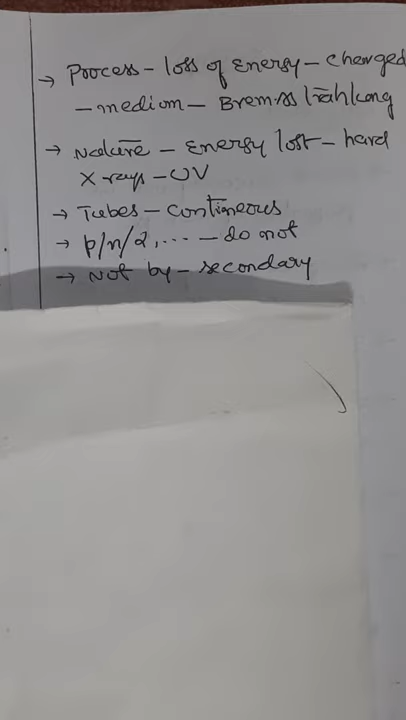 → Process - loss of Energy - charged
- medium - Bremsstrahlung
→ Nature - Energy lost - hard
X rays - UV
→ Tubes - contineous
→ p/n/α, ... - do not
→ Not by - secondary